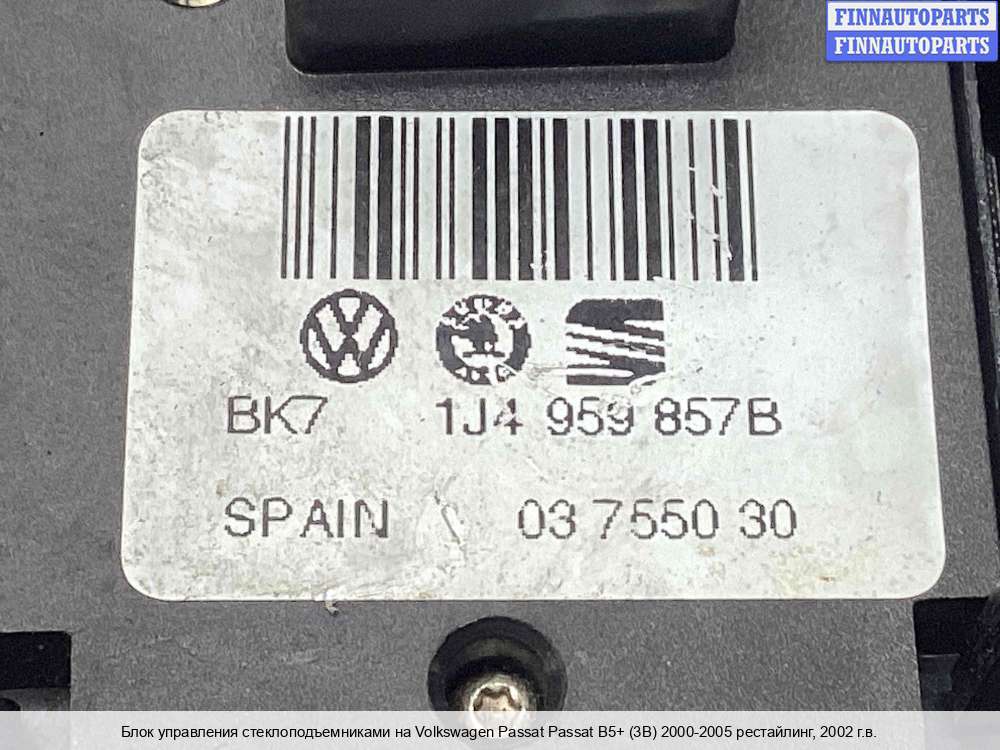 FINNAUTOPARTS
FINNAUTOPARTS
BK7 1J4 959 857B
SPAIN 03 7550 30
Блок управления стеклоподъемниками на Volkswagen Passat Passat B5+ (3B) 2000-2005 рестайлинг, 2002 г.в.